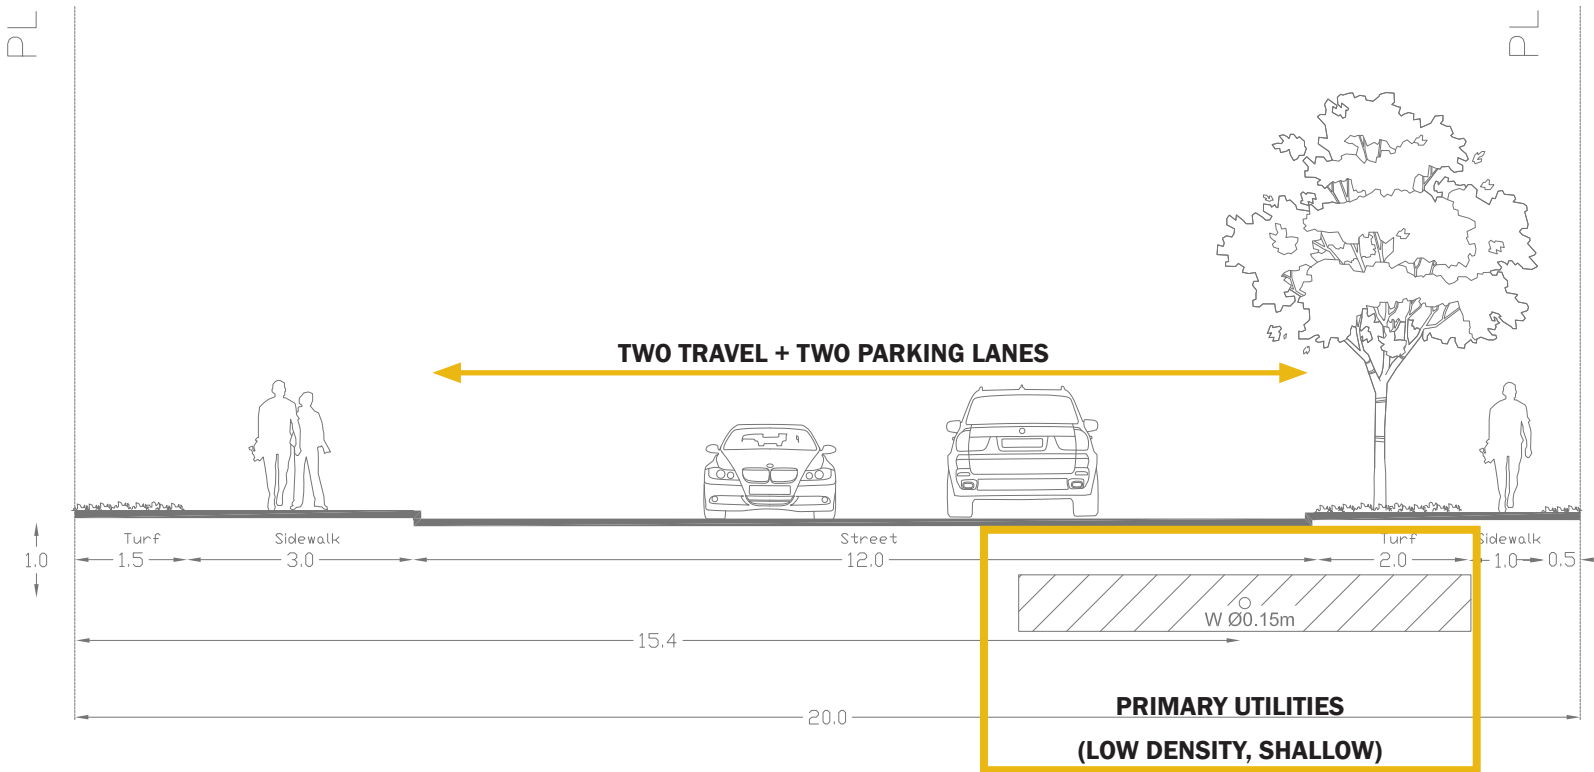 PL
PL
TWO TRAVEL + TWO PARKING LANES
Turf
Sidewalk
Street
Turf
Sidewalk
1.0
1.5
3.0
12.0
2.0
1.0
0.5
W Ø0.15m
15.4
20.0
PRIMARY UTILITIES
(LOW DENSITY, SHALLOW)